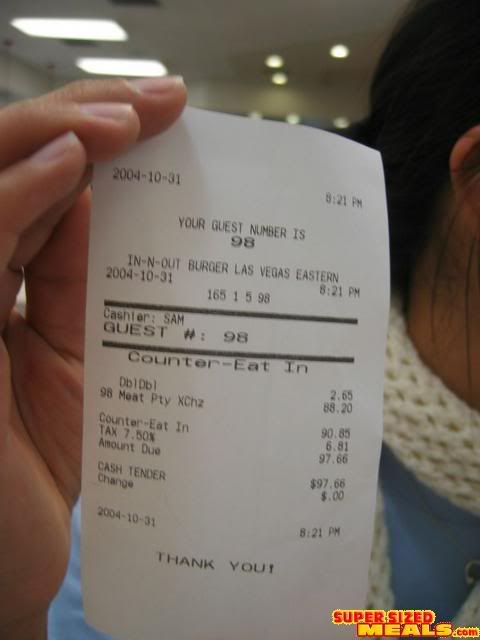 2004-10-31
8:21 PM
YOUR GUEST NUMBER IS
98
IN-N-OUT BURGER LAS VEGAS EASTERN
2004-10-31 8:21 PM
165 1 5 98
Cashier: SAM
GUEST #: 98
Counter-Eat In
DblDbl 2.65
98 Meat Pty XChz 88.20
Counter-Eat In 90.85
TAX 7.50% 6.81
Amount Due 97.66
CASH TENDER $97.66
Change $.00
2004-10-31 8:21 PM
THANK YOU!
SUPER SIZED
MEALS.com